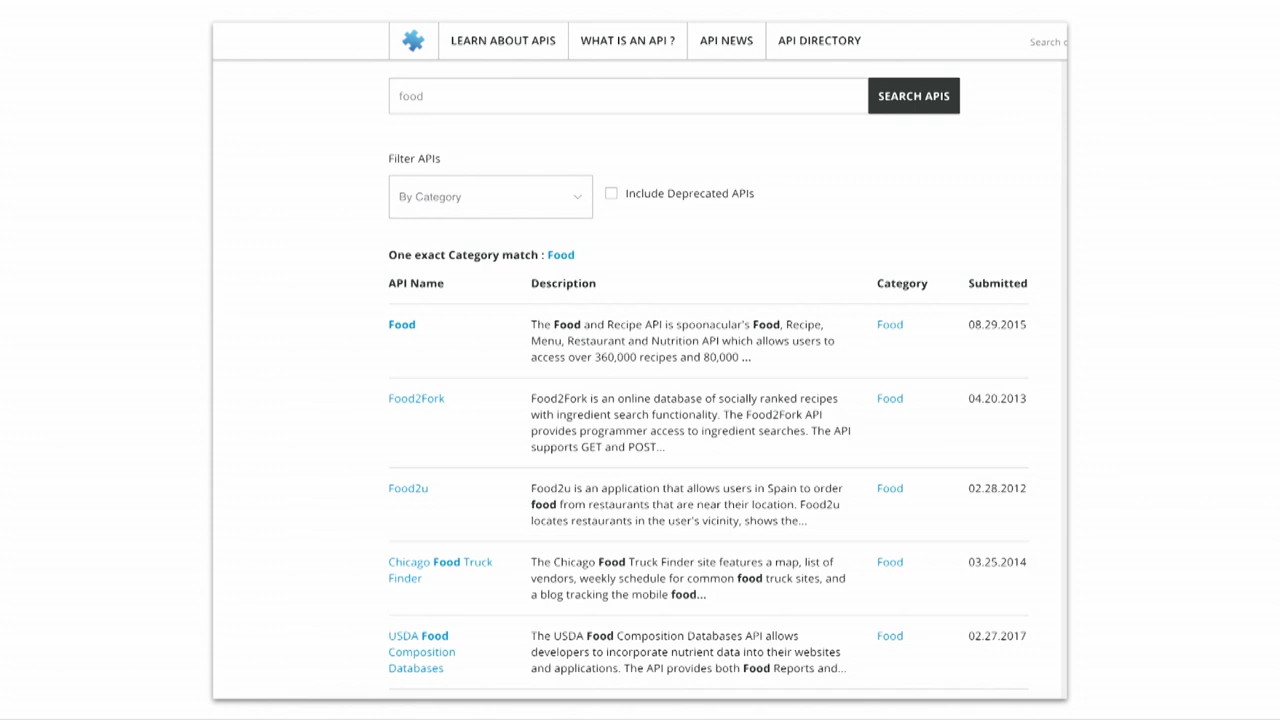 LEARN ABOUT APIS WHAT IS AN API ? API NEWS API DIRECTORY Search
food SEARCH APIS
Filter APIs
By Category Include Deprecated APIs
One exact Category match : Food
API Name Description Category Submitted
Food The Food and Recipe API is spoonacular's Food, Recipe, Food 08.29.2015
Menu, Restaurant and Nutrition API which allows users to
access over 360,000 recipes and 80,000 ...
Food2Fork Food2Fork is an online database of socially ranked recipes Food 04.20.2013
with ingredient search functionality. The Food2Fork API
provides programmer access to ingredient searches. The API
supports GET and POST...
Food2u Food2u is an application that allows users in Spain to order Food 02.28.2012
food from restaurants that are near their location. Food2u
locates restaurants in the user's vicinity, shows the...
Chicago Food Truck The Chicago Food Truck Finder site features a map, list of Food 03.25.2014
Finder vendors, weekly schedule for common food truck sites, and
a blog tracking the mobile food...
USDA Food The USDA Food Composition Databases API allows Food 02.27.2017
Composition developers to incorporate nutrient data into their websites
Databases and applications. The API provides both Food Reports and...